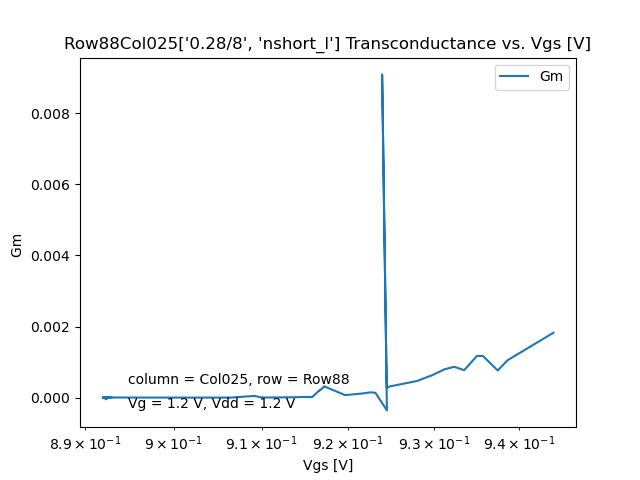 Row88Col025['0.28/8', 'nshort_l'] Transconductance vs. Vgs [V]
Gm
0.008
0.006
0.004
0.002
0.000
Gm
column = Col025, row = Row88
Vg = 1.2 V, Vdd = 1.2 V
8.9 × 10⁻¹ 9 × 10⁻¹ 9.1 × 10⁻¹ 9.2 × 10⁻¹ 9.3 × 10⁻¹ 9.4 × 10⁻¹
Vgs [V]